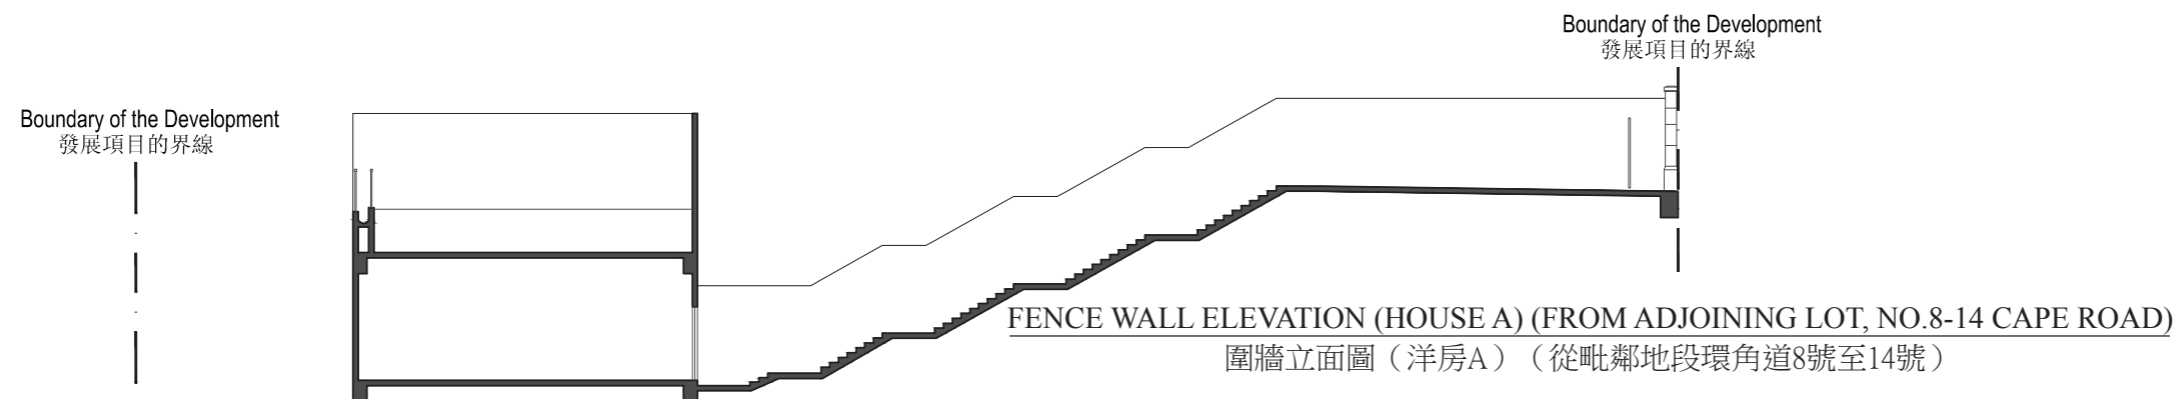 Boundary of the Development
發展項目的界線
Boundary of the Development
發展項目的界線
FENCE WALL ELEVATION (HOUSE A) (FROM ADJOINING LOT, NO.8-14 CAPE ROAD)
圍牆立面圖（洋房A）（從毗鄰地段環角道8號至14號）